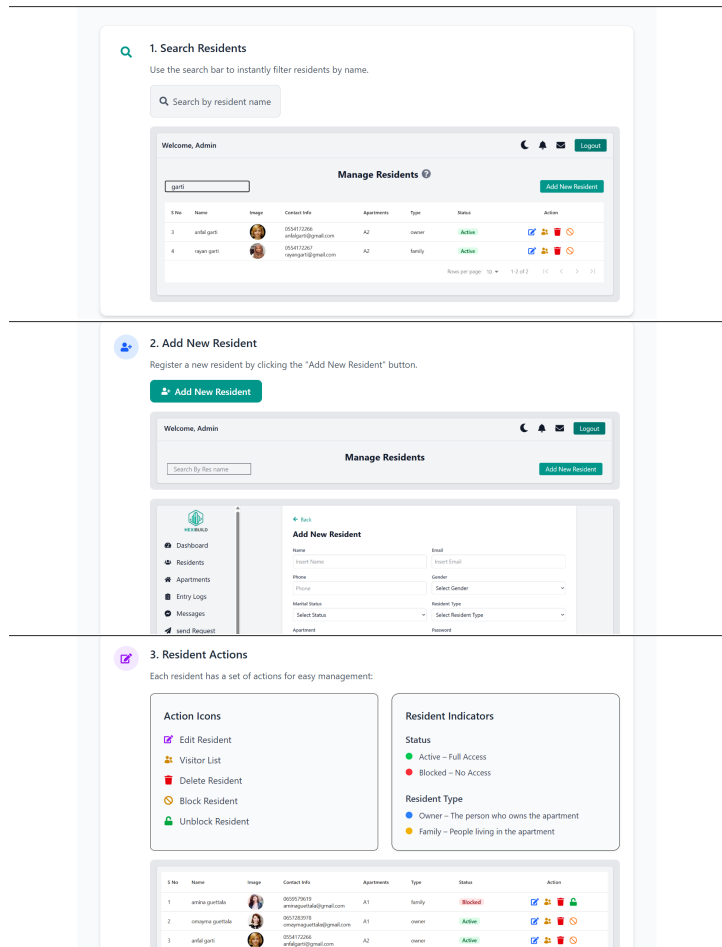 1. Search Residents
Use the search bar to instantly filter residents by name.
Search by resident name
Welcome, Admin
Logout
Manage Residents ?
garti
Add New Resident
S No Name Image Contact Info Apartments Type Status Action
3 anfal garti 0554172266 A2 owner Active
anfalgarti@gmail.com
4 rayan garti 0554172267 A2 family Active
rayangarti@gmail.com
Rows per page: 10 1-2 of 2
2. Add New Resident
Register a new resident by clicking the "Add New Resident" button.
Add New Resident
Welcome, Admin
Logout
Manage Residents
Search By Res name
Add New Resident
Dashboard
Residents
Apartments
Entry Logs
Messages
send Request
Back
Add New Resident
Name Email
Insert Name Insert Email
Phone Gender
Phone Select Gender
Marital Status Resident Type
Select Status Select Resident Type
Apartment Password
3. Resident Actions
Each resident has a set of actions for easy management:
Action Icons
Edit Resident
Visitor List
Delete Resident
Block Resident
Unblock Resident
Resident Indicators
Status
Active – Full Access
Blocked – No Access
Resident Type
Owner – The person who owns the apartment
Family – People living in the apartment
S No Name Image Contact Info Apartments Type Status Action
1 amina guettala 0659579619 A1 family Blocked
aminaguettala@gmail.com
2 omayma guettala 0657283978 A1 owner Active
omaymaguettala@gmail.com
3 anfal garti 0554172266 A2 owner Active
anfalgarti@gmail.com